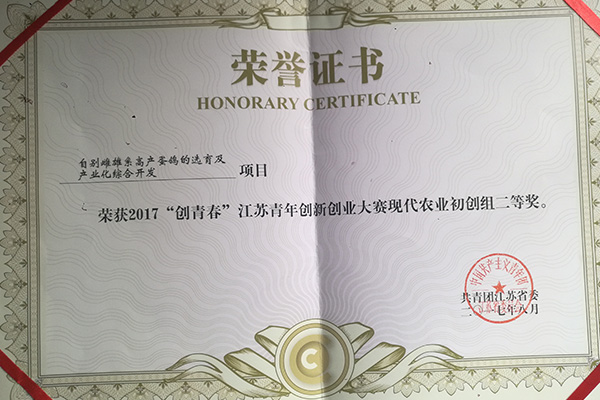 荣誉证书
HONORARY CERTIFICATE
自别雌雄系高产蛋鸽的选育及
产业化综合开发 项目
荣获2017“创青春”江苏青年创新创业大赛现代农业初创组二等奖。
共青团江苏省委
二〇一七年八月
C